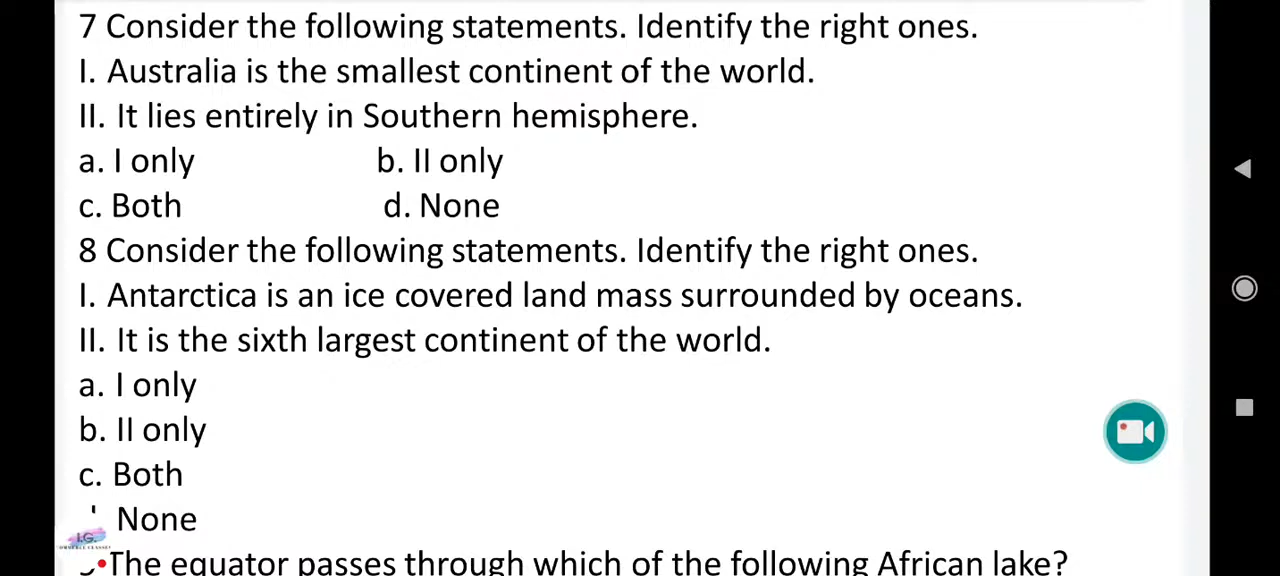 7 Consider the following statements. Identify the right ones.
I. Australia is the smallest continent of the world.
II. It lies entirely in Southern hemisphere.
a. I only b. II only
c. Both d. None
8 Consider the following statements. Identify the right ones.
I. Antarctica is an ice covered land mass surrounded by oceans.
II. It is the sixth largest continent of the world.
a. I only
b. II only
c. Both
None
I.G.
The equator passes through which of the following African lake?